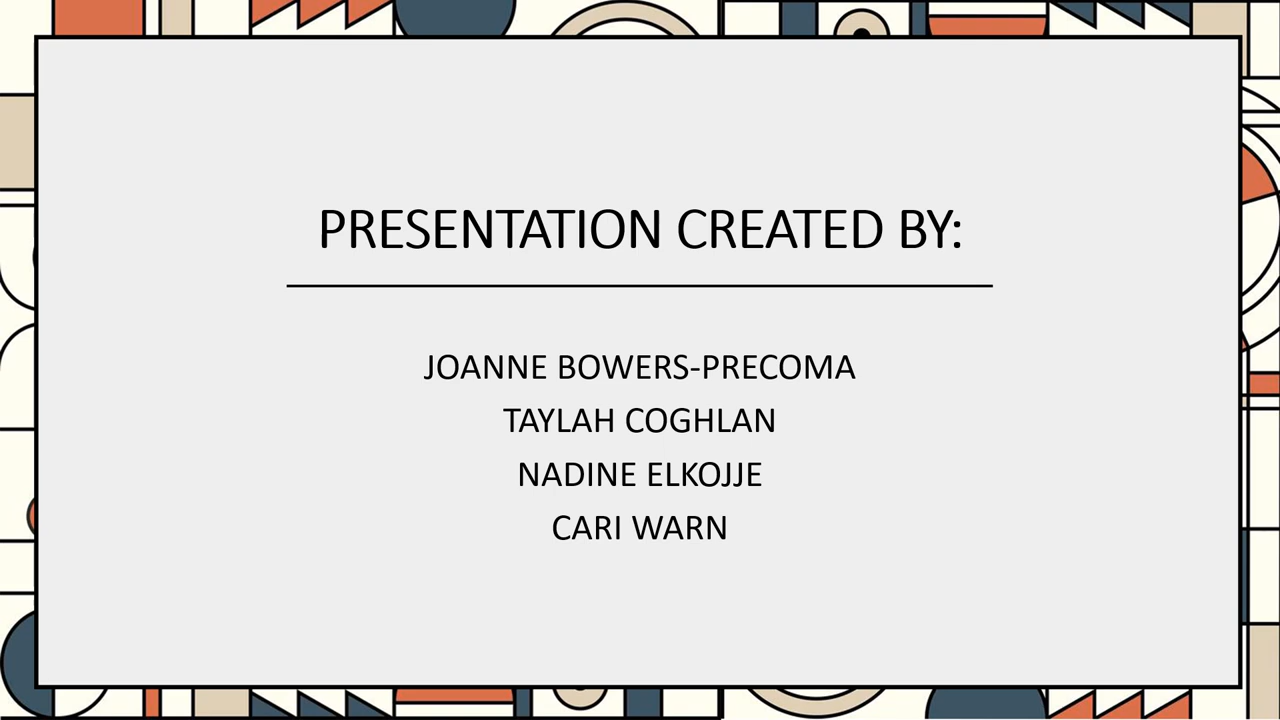 PRESENTATION CREATED BY:
JOANNE BOWERS-PRECOMA
TAYLAH COGHLAN
NADINE ELKOJJE
CARI WARN